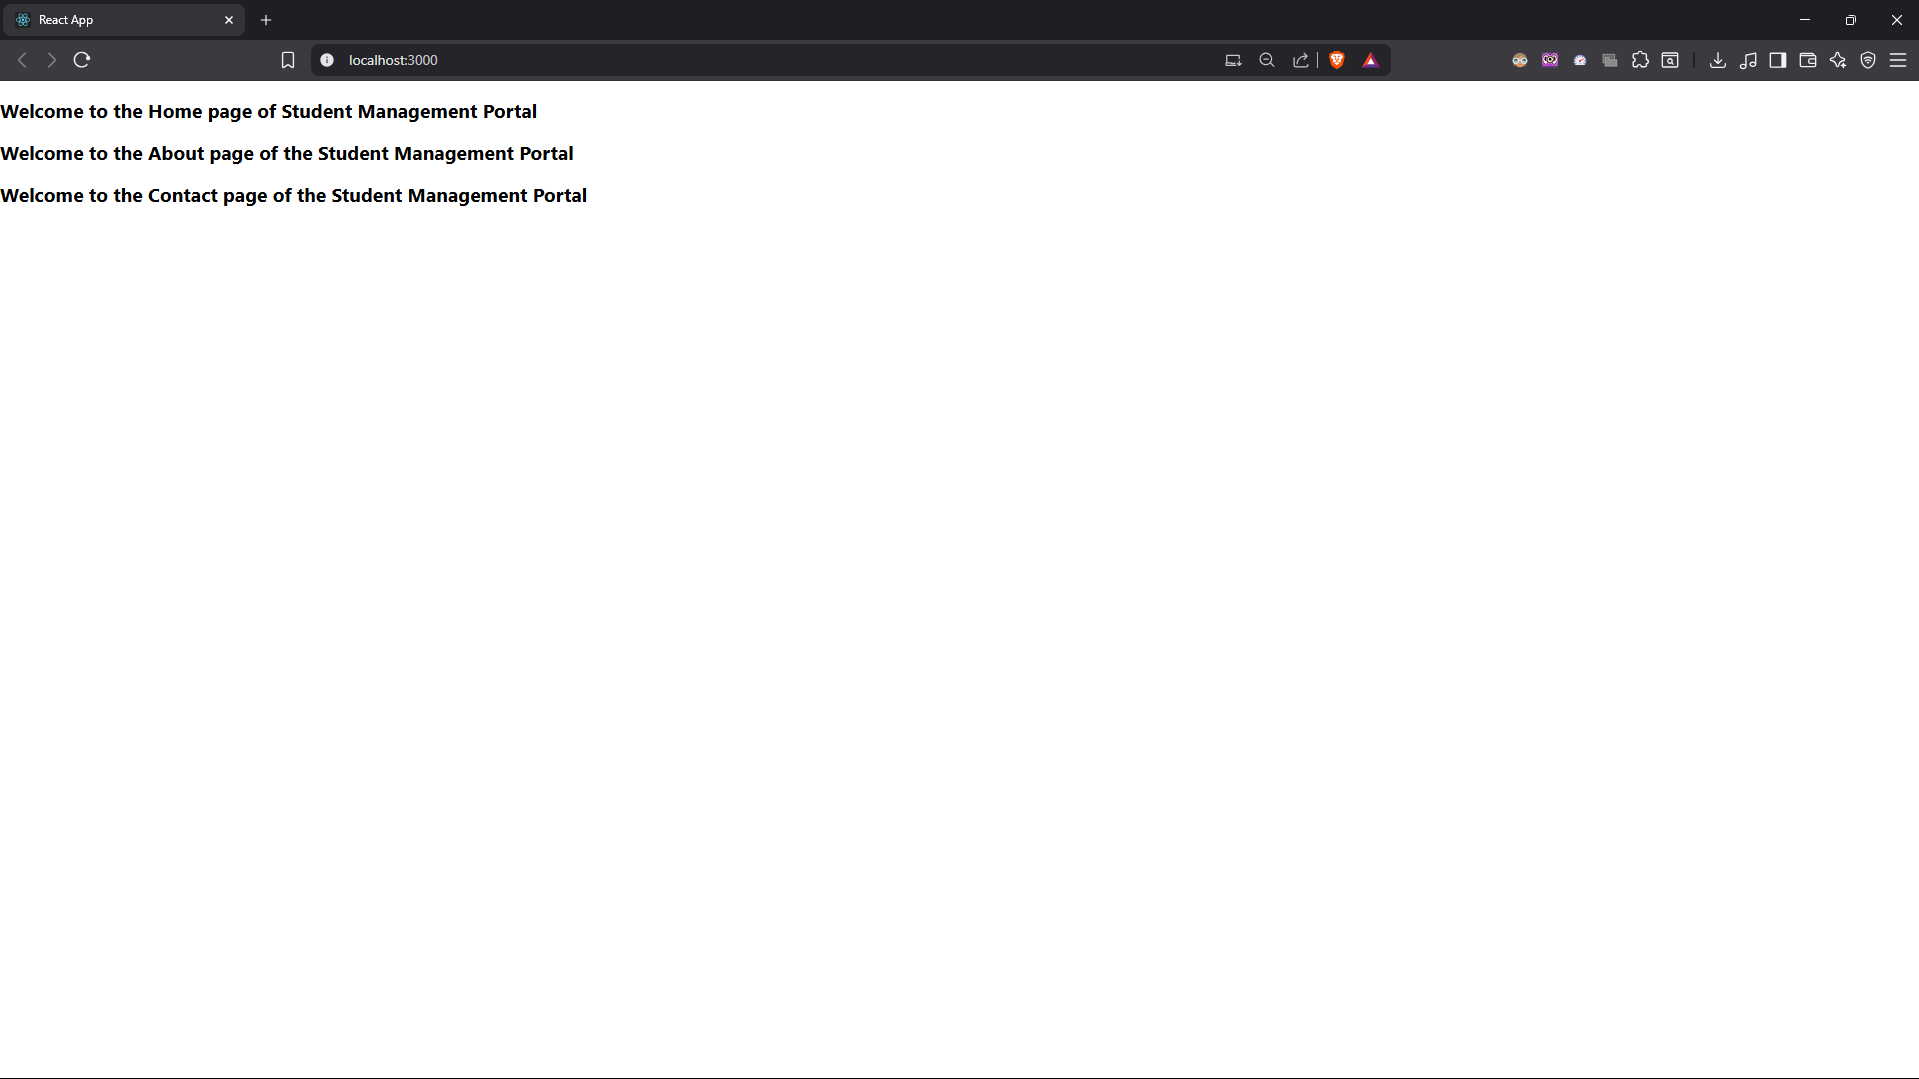 React App
localhost:3000
Welcome to the Home page of Student Management Portal
Welcome to the About page of the Student Management Portal
Welcome to the Contact page of the Student Management Portal